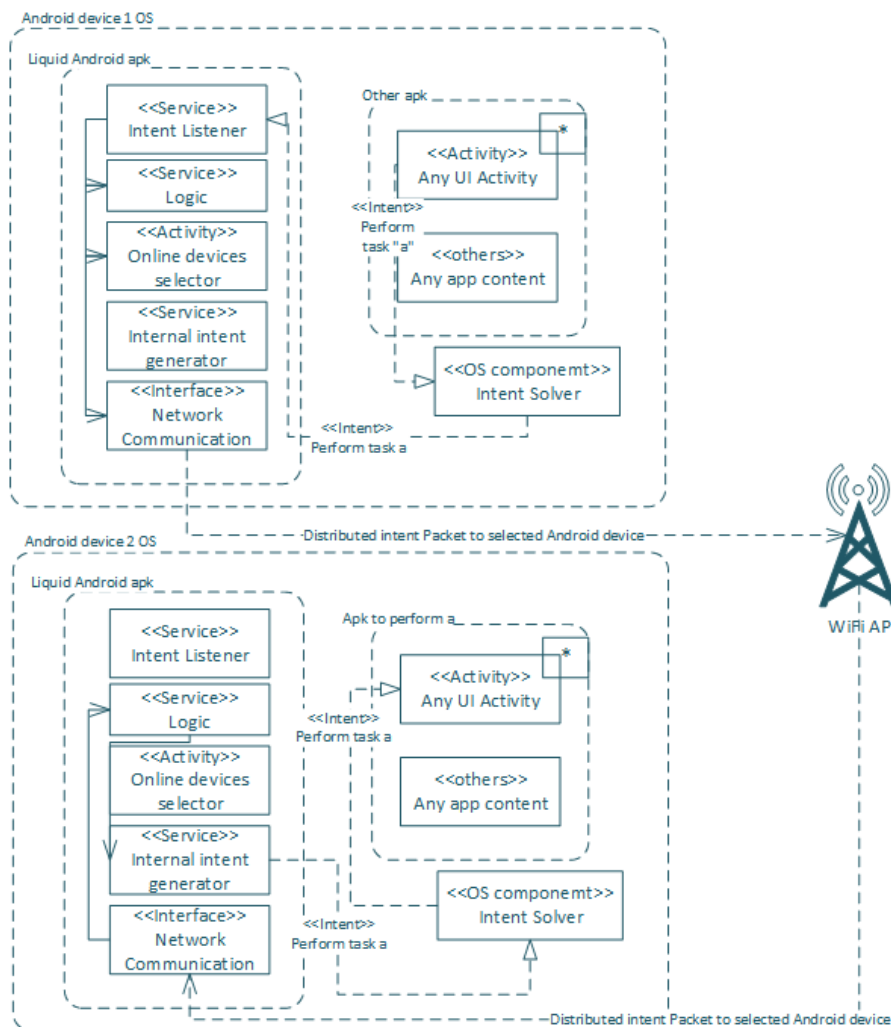 Android device 1 OS
Liquid Android apk
<<Service>>
Intent Listener
<<Service>>
Logic
<<Activity>>
Online devices
selector
<<Service>>
Internal intent
generator
<<Interface>>
Network
Communication
Other apk
*
<<Activity>>
Any UI Activity
<<Intent>>
Perform
task "a"
<<others>>
Any app content
<<OS componemt>>
Intent Solver
<<Intent>>
Perform task a
Distributed intent Packet to selected Android device
WiFi AP
Android device 2 OS
Liquid Android apk
<<Service>>
Intent Listener
<<Service>>
Logic
<<Activity>>
Online devices
selector
<<Service>>
Internal intent
generator
<<Interface>>
Network
Communication
Apk to perform a
*
<<Activity>>
Any UI Activity
<<Intent>>
Perform task a
<<others>>
Any app content
<<OS componemt>>
Intent Solver
<<Intent>>
Perform task a
Distributed intent Packet to selected Android device